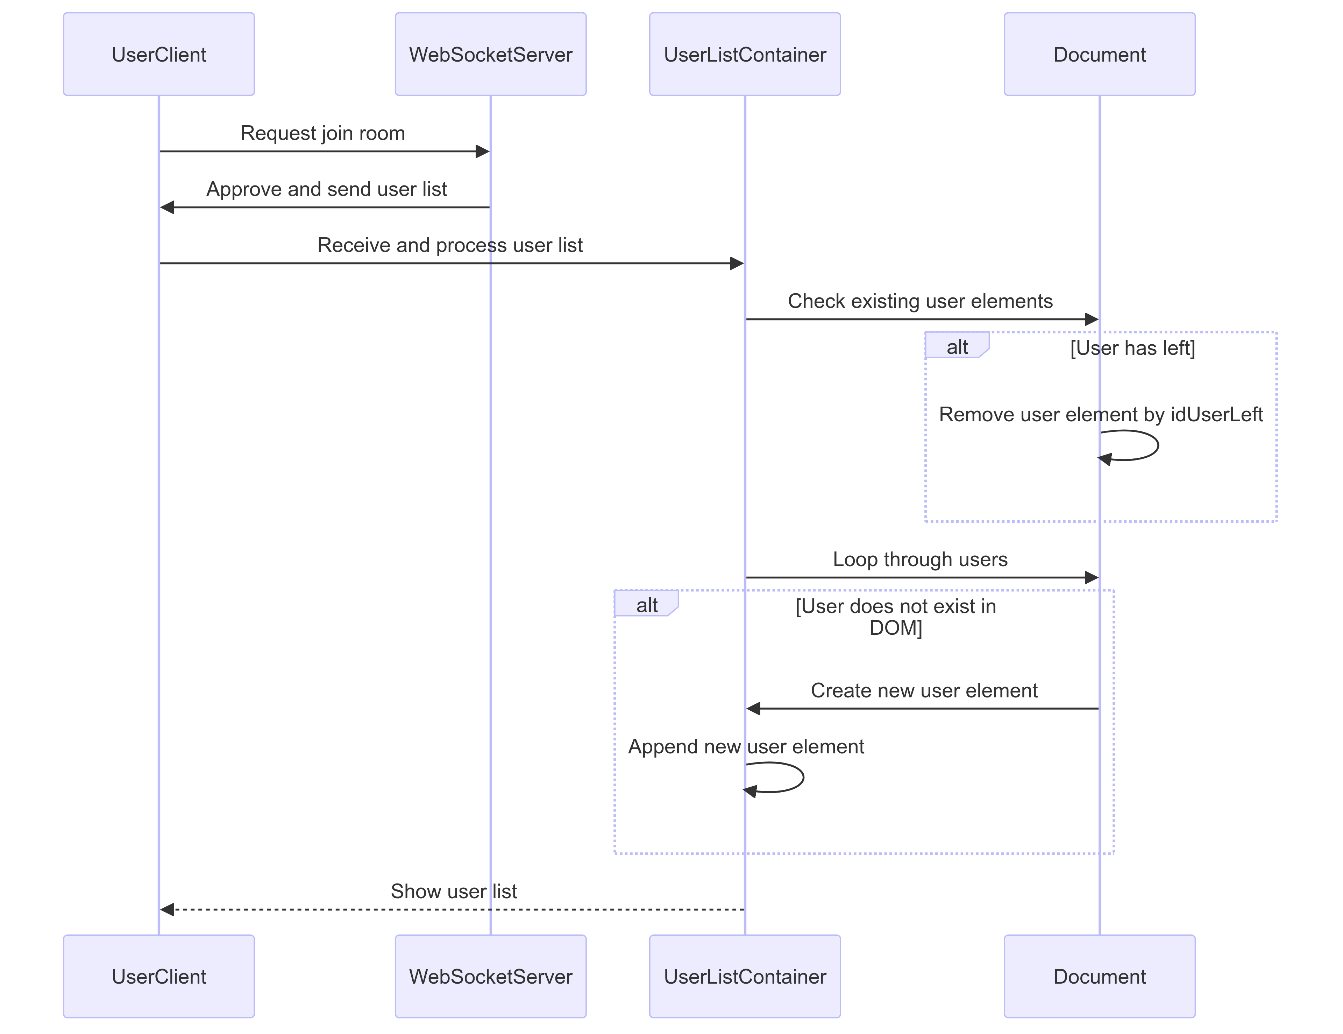 UserClient
WebSocketServer
UserListContainer
Document
Request join room
Approve and send user list
Receive and process user list
Check existing user elements
alt
[User has left]
Remove user element by idUserLeft
Loop through users
alt
[User does not exist in
DOM]
Create new user element
Append new user element
Show user list
UserClient
WebSocketServer
UserListContainer
Document